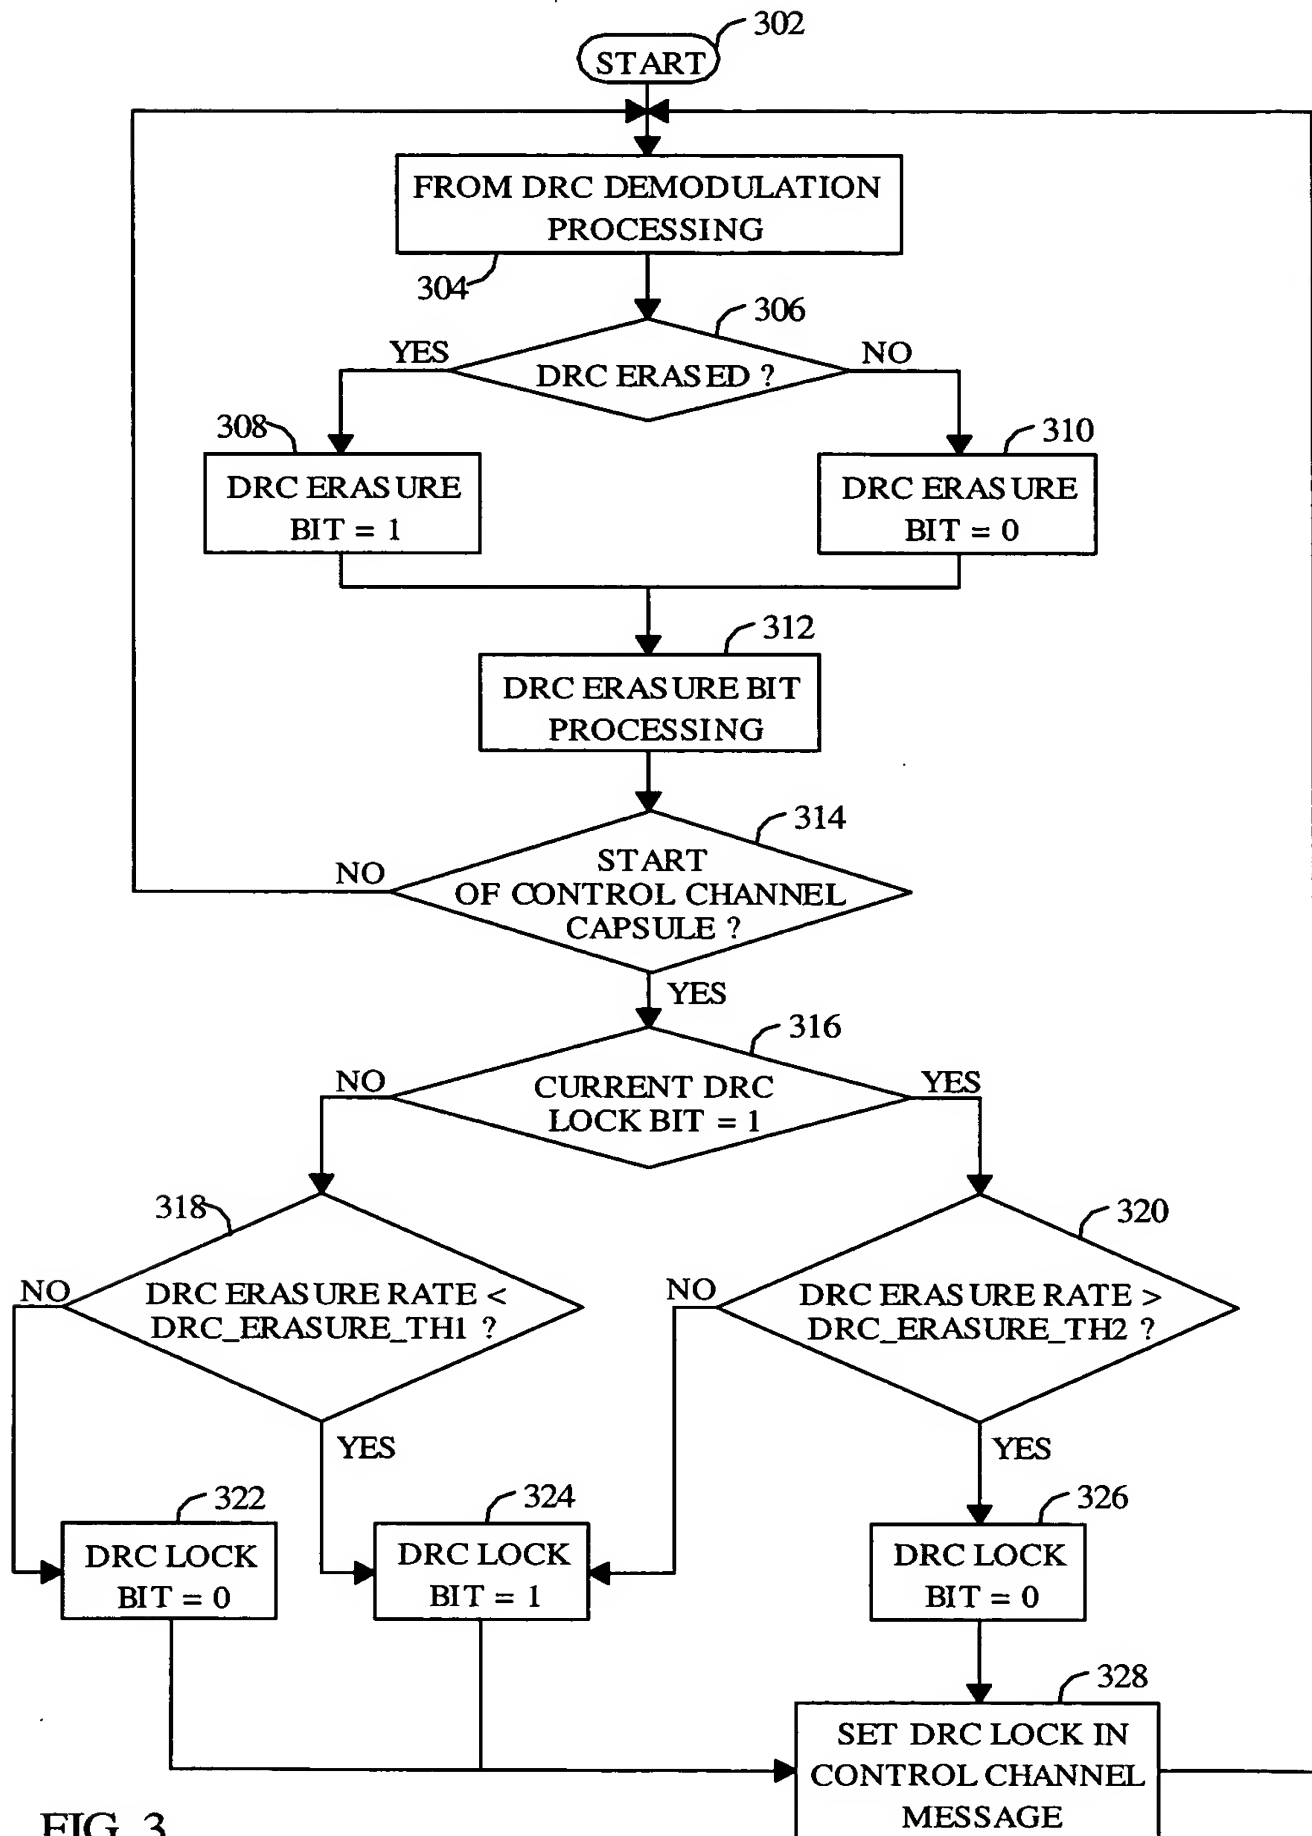 302
START
FROM DRC DEMODULATION
PROCESSING
304
306
YES
NO
DRC ERASED ?
308
310
DRC ERASURE
BIT = 1
DRC ERASURE
BIT = 0
312
DRC ERASURE BIT
PROCESSING
314
NO
START
OF CONTROL CHANNEL
CAPSULE ?
YES
316
NO
YES
CURRENT DRC
LOCK BIT = 1
318
320
NO
DRC ERASURE RATE <
DRC_ERASURE_TH1 ?
NO
DRC ERASURE RATE >
DRC_ERASURE_TH2 ?
YES
YES
322
324
326
DRC LOCK
BIT = 0
DRC LOCK
BIT = 1
DRC LOCK
BIT = 0
328
SET DRC LOCK IN
CONTROL CHANNEL
MESSAGE
FIG. 3